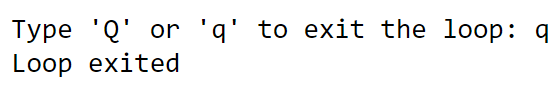 Type 'Q' or 'q' to exit the loop: q
Loop exited